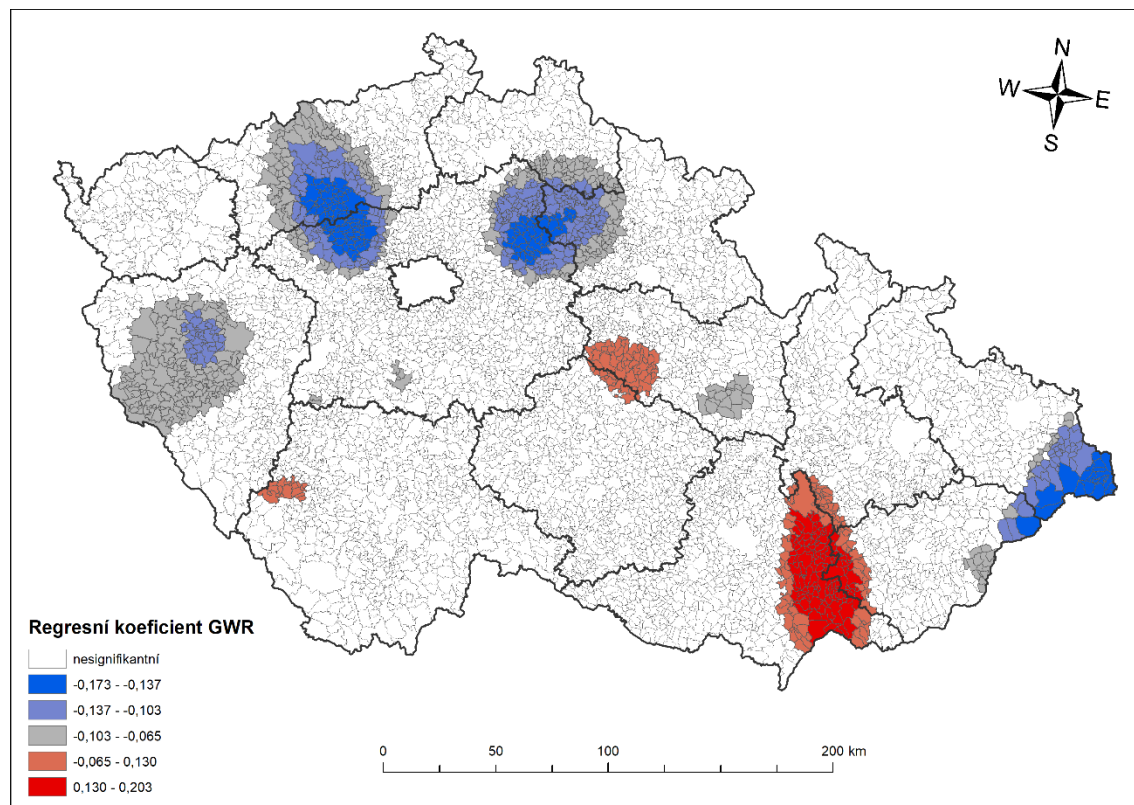 N
W E
S
Regresní koeficient GWR
nesignifikantní
-0,173 - -0,137
-0,137 - -0,103
-0,103 - -0,065
-0,065 - 0,130
0,130 - 0,203
0 50 100 200 km